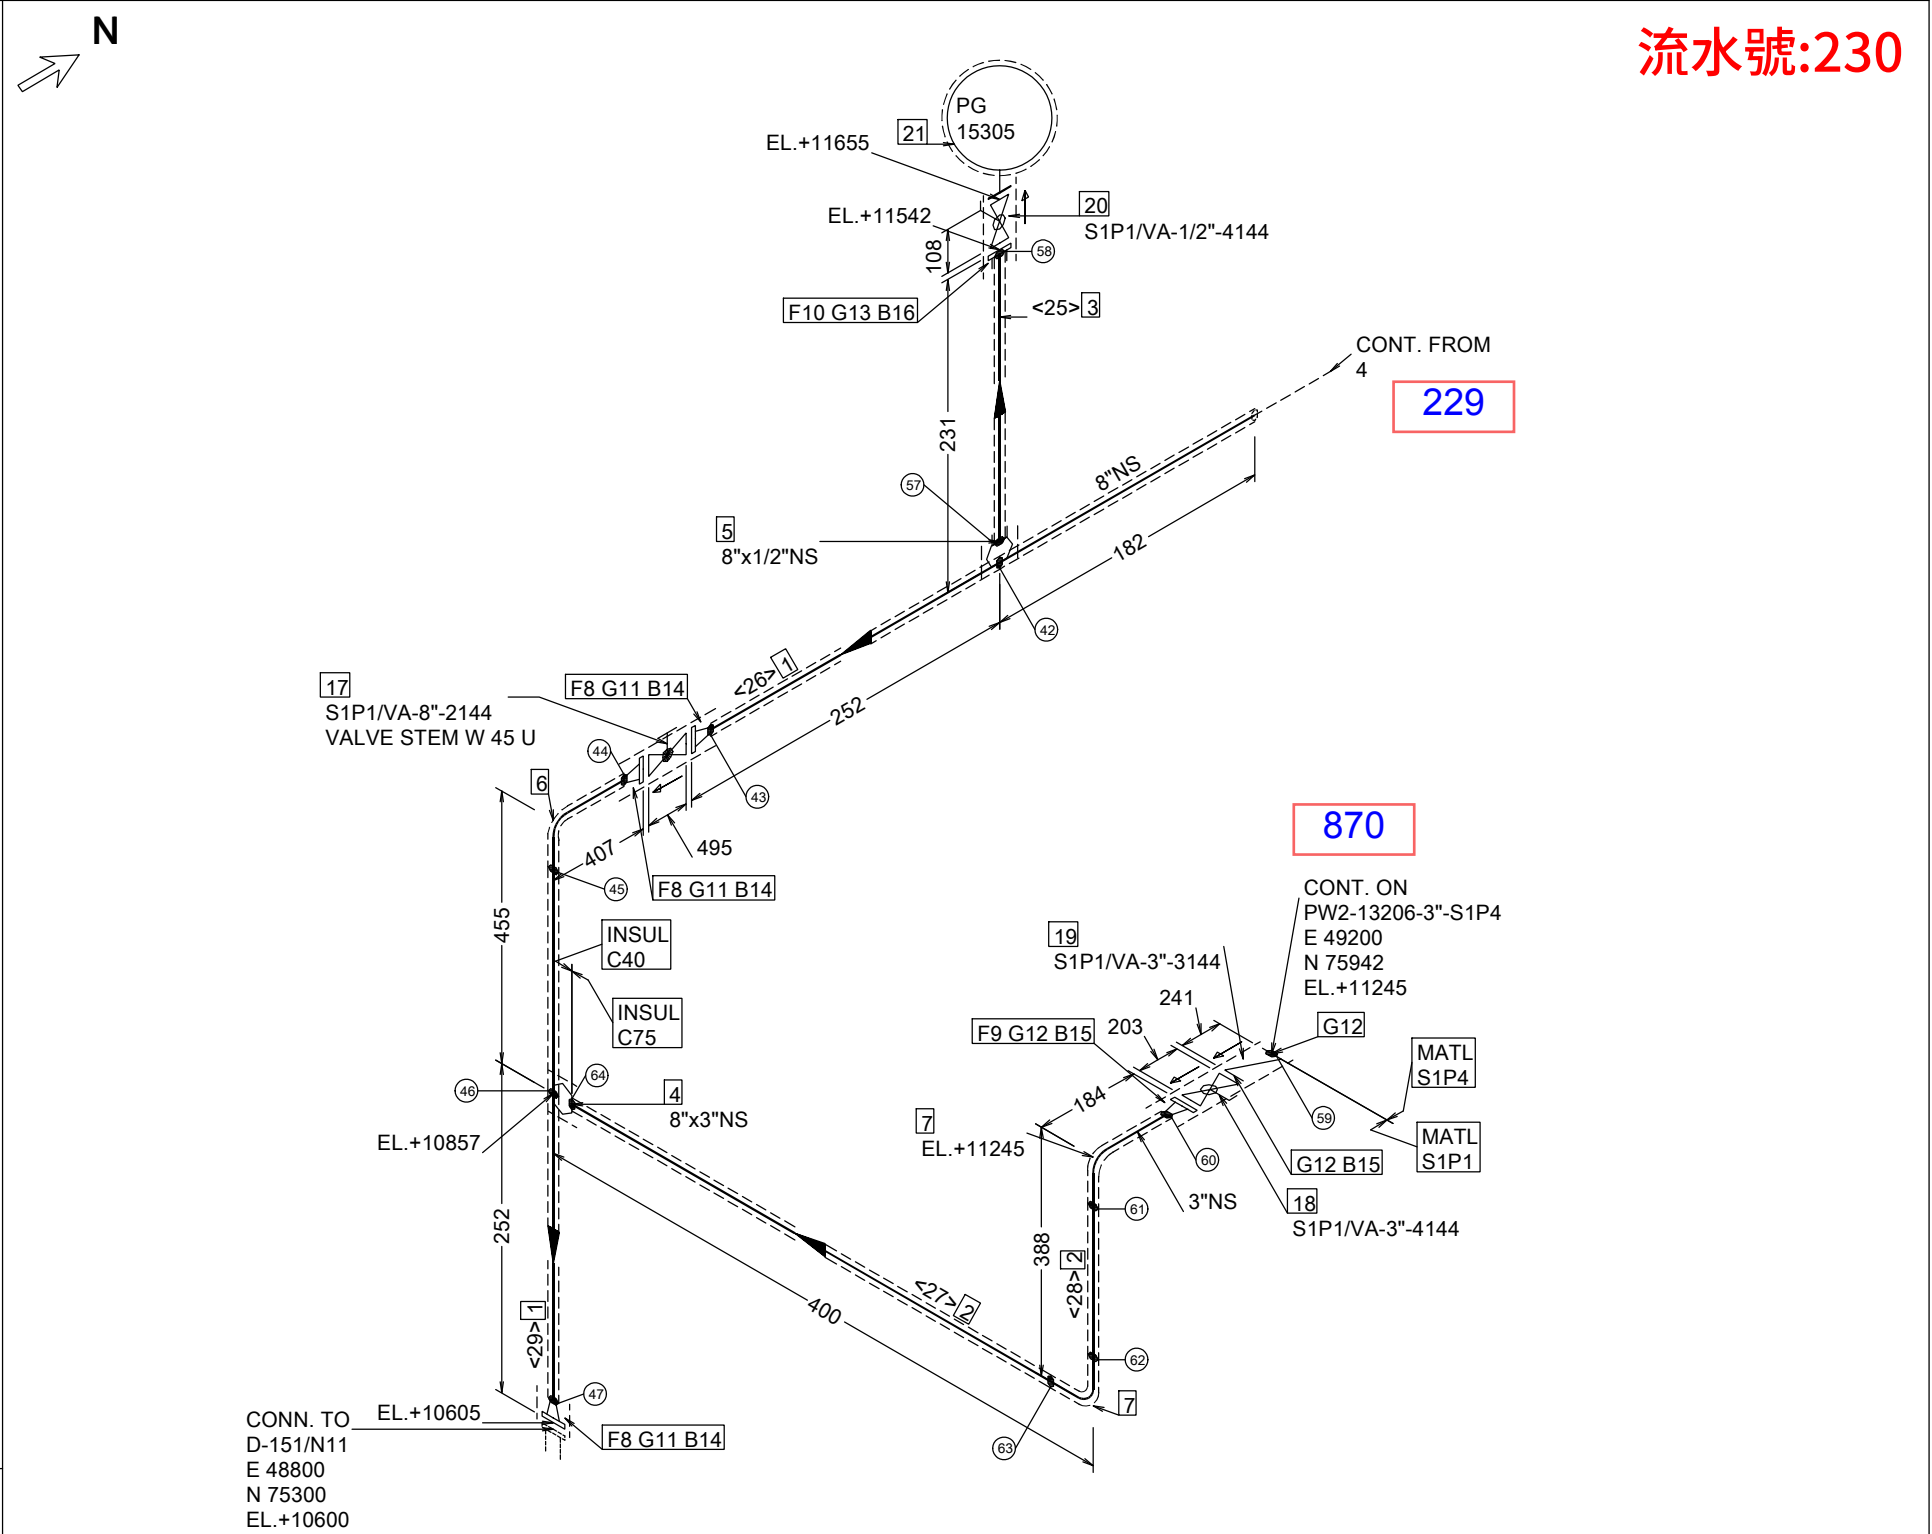 N
流水號:230
PG
15305
21
EL.+11655
20
S1P1/VA-1/2"-4144
EL.+11542
108
58
F10 G13 B16
<25> 3
CONT. FROM
4
229
231
8"NS
57
5
8"x1/2"NS
182
42
<26> 1
252
17
S1P1/VA-8"-2144
VALVE STEM W 45 U
F8 G11 B14
44
43
6
407
495
45
F8 G11 B14
455
INSUL
C40
INSUL
C75
870
CONT. ON
PW2-13206-3"-S1P4
E 49200
N 75942
EL.+11245
19
S1P1/VA-3"-3144
241
203
F9 G12 B15
G12
MATL
S1P4
MATL
S1P1
184
59
46
64
4
8"x3"NS
EL.+10857
7
EL.+11245
60
G12 B15
18
S1P1/VA-3"-4144
3"NS
61
388
<28> 2
252
<27> 2
400
62
<29> 1
63
7
47
EL.+10605
F8 G11 B14
CONN. TO
D-151/N11
E 48800
N 75300
EL.+10600